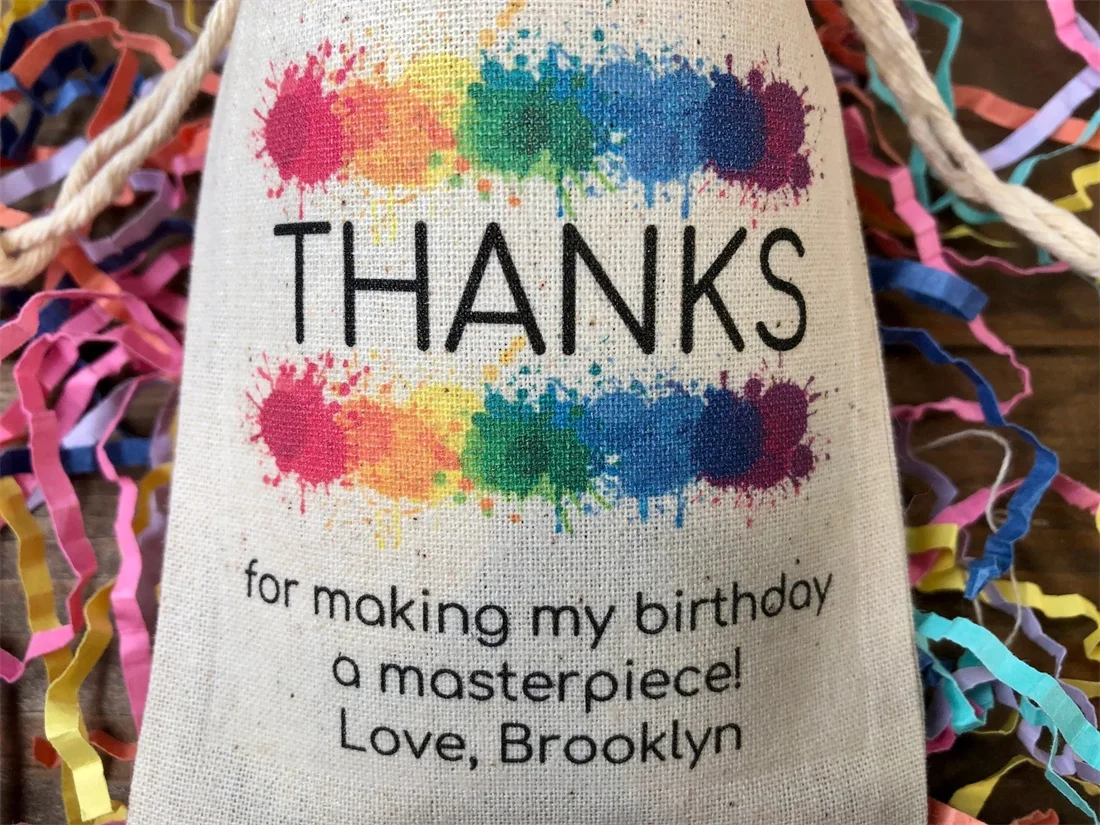 THANKS
for making my birthday
a masterpiece!
Love, Brooklyn